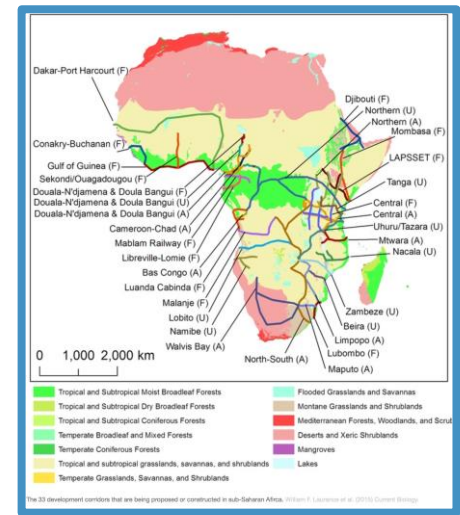 Dakar-Port Harcourt (F)
Conakry-Buchanan (F)
Gulf of Guinea (F)
Sekondi/Ouagadougou (F)
Douala-N'djamena & Doula Bangui (F)
Douala-N'djamena & Doula Bangui (U)
Douala-N'djamena & Doula Bangui (A)
Cameroon-Chad (A)
Mablam Railway (F)
Libreville-Lomie (F)
Bas Congo (A)
Luanda Cabinda (F)
Malanje (F)
Lobito (U)
Namibe (U)
Walvis Bay (A)
North-South (A)
Djibouti (F)
Northern (U)
Northern (A)
Mombasa (F)
LAPSSET (F)
Tanga (U)
Central (F)
Central (A)
Uhuru/Tazara (U)
Mtwara (A)
Nacala (U)
Zambeze (U)
Beira (U)
Limpopo (A)
Lubombo (F)
Maputo (A)
0 1,000 2,000 km
Tropical and Subtropical Moist Broadleaf Forests
Tropical and Subtropical Dry Broadleaf Forests
Tropical and Subtropical Coniferous Forests
Temperate Broadleaf and Mixed Forests
Temperate Coniferous Forests
Tropical and subtropical grasslands, savannas, and shrublands
Temperate Grasslands, Savannas, and Shrublands
Flooded Grasslands and Savannas
Montane Grasslands and Shrublands
Mediterranean Forests, Woodlands, and Scrub
Deserts and Xeric Shrublands
Mangroves
Lakes
The 33 development corridors that are being proposed or constructed in sub-Saharan Africa. William F. Laurance et al. (2015) Current Biology